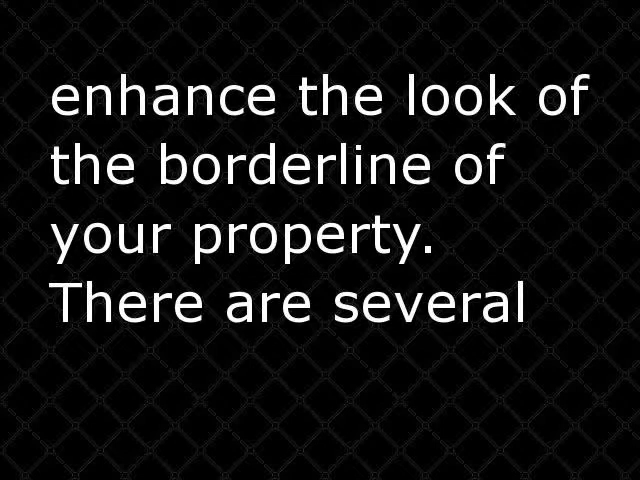 enhance the look of
the borderline of
your property.
There are several